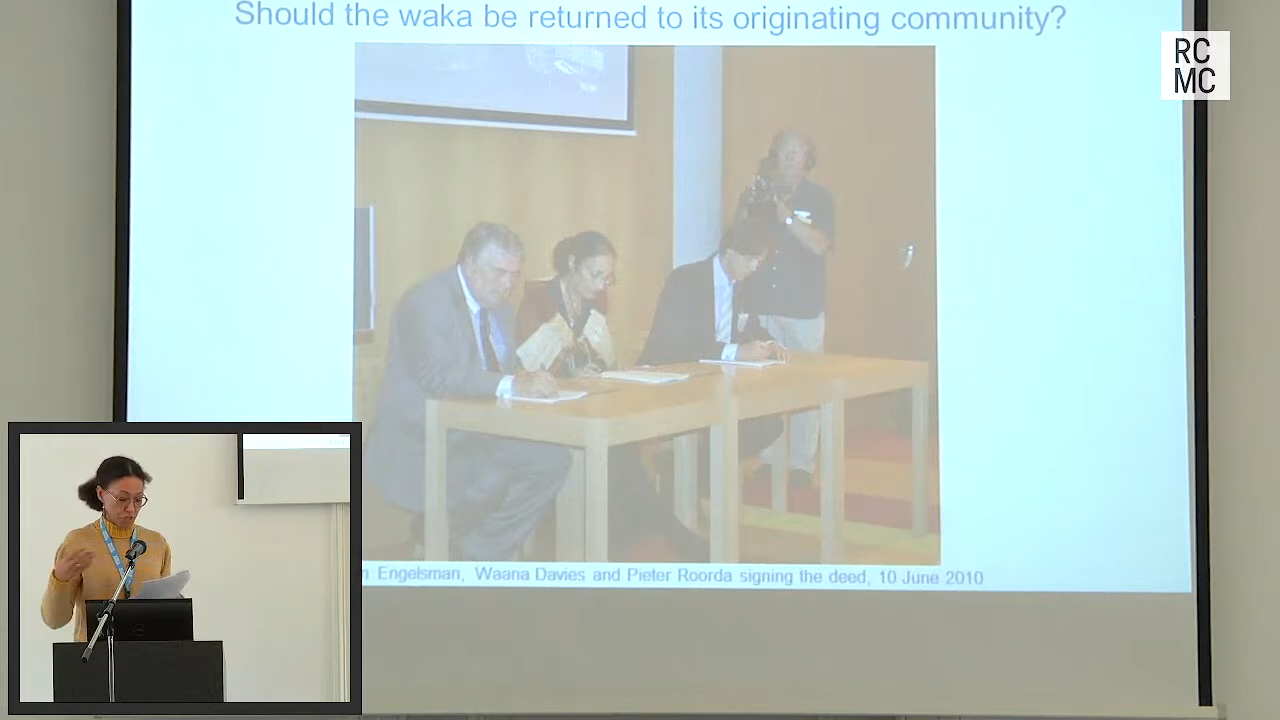 Should the waka be returned to its originating community?
RC
MC
Engelsman, Waana Davies and Pieter Roorda signing the deed, 10 June 2010